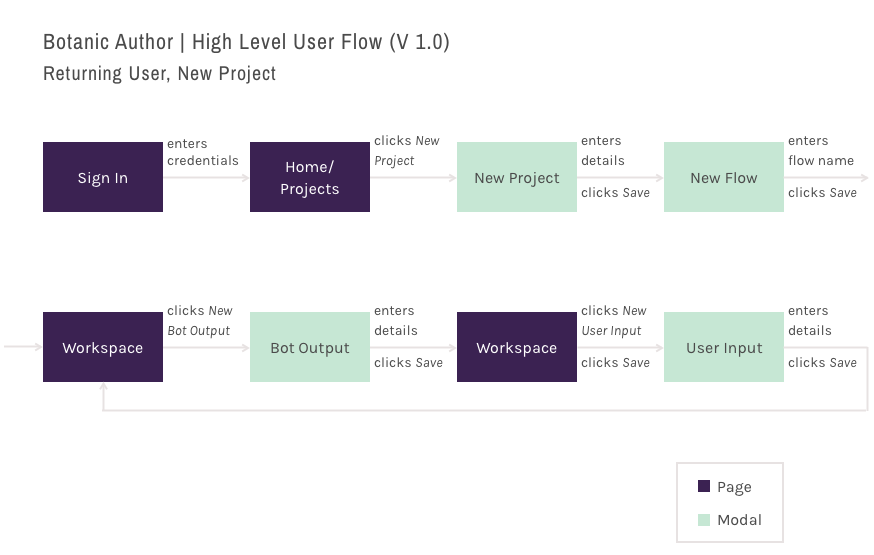 Botanic Author | High Level User Flow (V 1.0)
Returning User, New Project
Sign In
enters
credentials
Home/
Projects
clicks New
Project
New Project
enters
details
clicks Save
New Flow
enters
flow name
clicks Save
Workspace
clicks New
Bot Output
Bot Output
enters
details
clicks Save
Workspace
clicks New
User Input
clicks Save
User Input
enters
details
clicks Save
Page
Modal